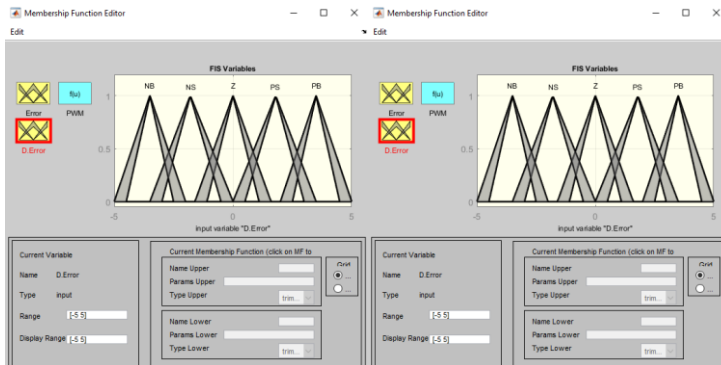 Membership Function Editor
Edit
FIS Variables
f(u)
Error PWM
D.Error
NB NS Z PS PB
1
0.5
0
-5 0 5
input variable "D.Error"
Current Variable
Name D.Error
Type input
Range [-5 5]
Display Range [-5 5]
Current Membership Function (click on MF to
Name Upper
Params Upper
Type Upper trim...
Name Lower
Params Lower
Type Lower trim...
Grid
...
...
Membership Function Editor
Edit
FIS Variables
f(u)
Error PWM
D.Error
NB NS Z PS PB
1
0.5
0
-5 0 5
input variable "D.Error"
Current Variable
Name D.Error
Type input
Range [-5 5]
Display Range [-5 5]
Current Membership Function (click on MF to
Name Upper
Params Upper
Type Upper trim...
Name Lower
Params Lower
Type Lower trim...
Grid
...
...